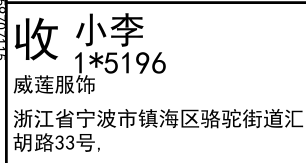 收 小李
1*5196
威莲服饰
浙江省宁波市镇海区骆驼街道汇
胡路33号,